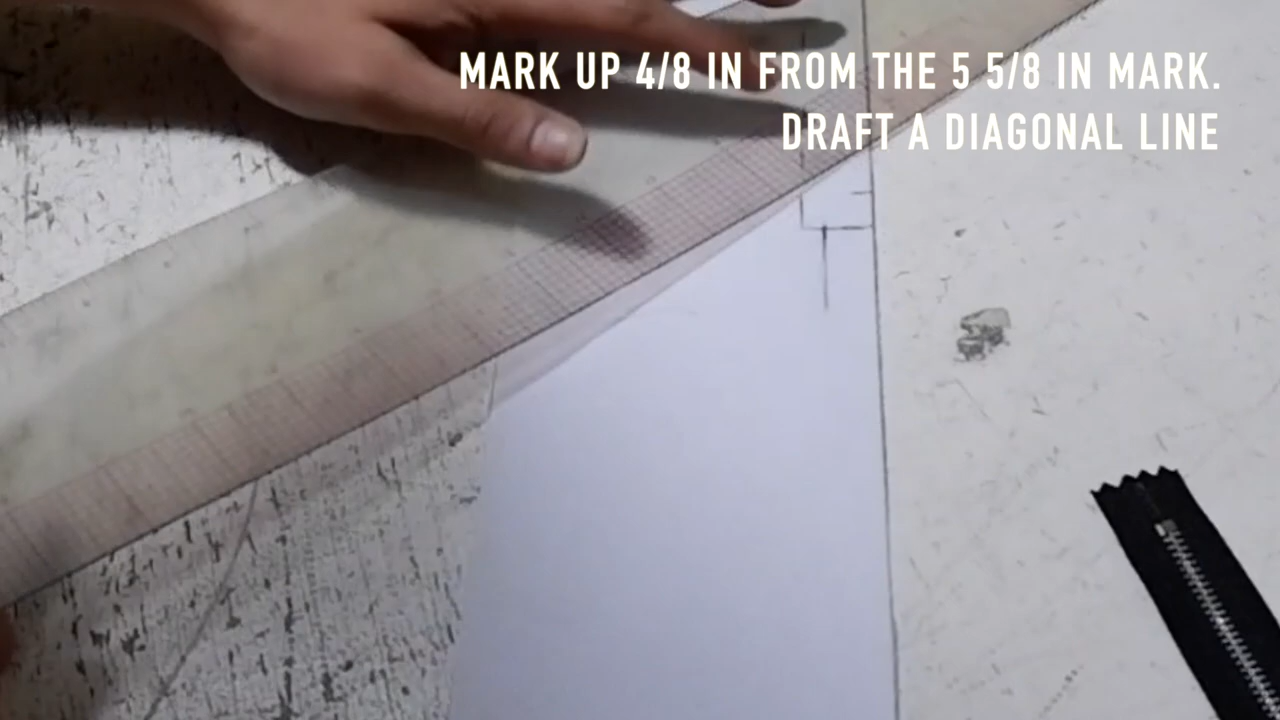 MARK UP 4/8 IN FROM THE 5 5/8 IN MARK.
DRAFT A DIAGONAL LINE